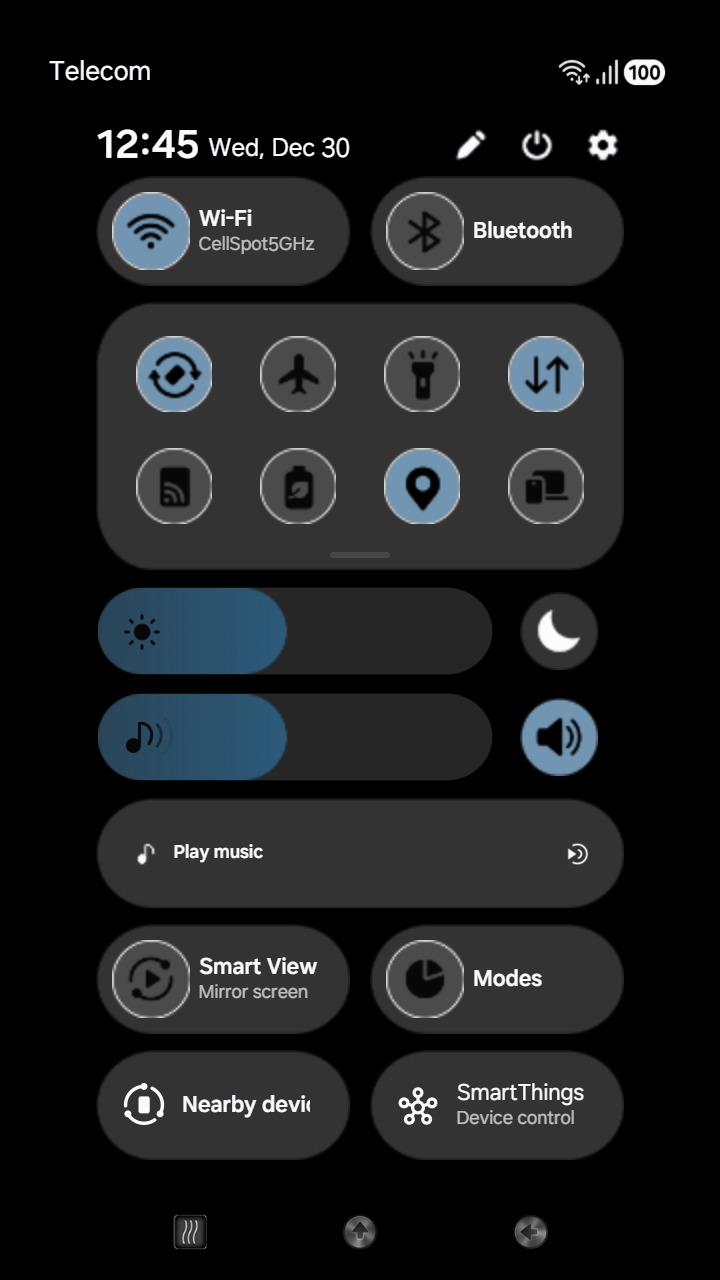 Telecom
100
12:45 Wed, Dec 30
Wi-Fi
CellSpot5GHz
Bluetooth
Play music
Smart View
Mirror screen
Modes
Nearby devi
SmartThings
Device control